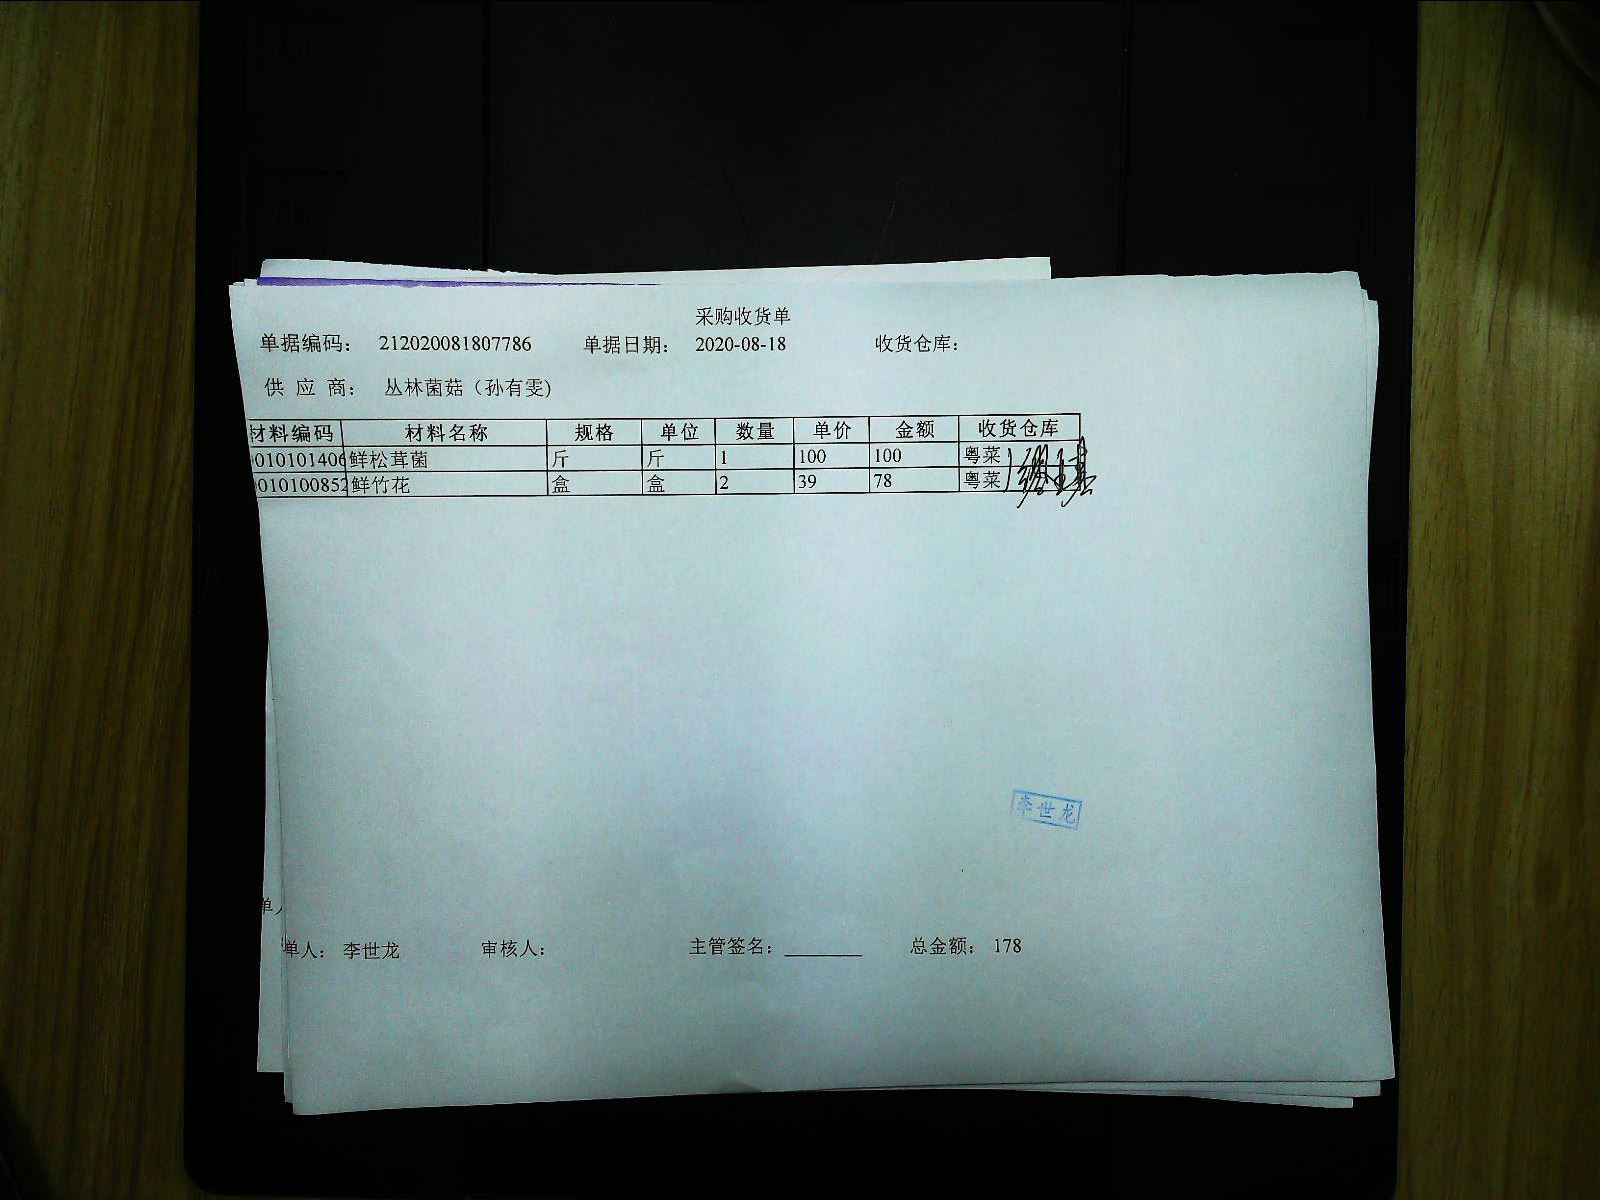 采购收货单
单据编码： 212020081807786 单据日期： 2020-08-18 收货仓库：
供 应 商： 丛林菌菇（孙有雯）
材料编码 材料名称 规格 单位 数量 单价 金额 收货仓库
0010101406 鲜松茸菌 斤 斤 1 100 100 粤菜
0010100852 鲜竹花 盒 盒 2 39 78 粤菜
李世龙
单人： 李世龙 审核人： 主管签名： 总金额： 178